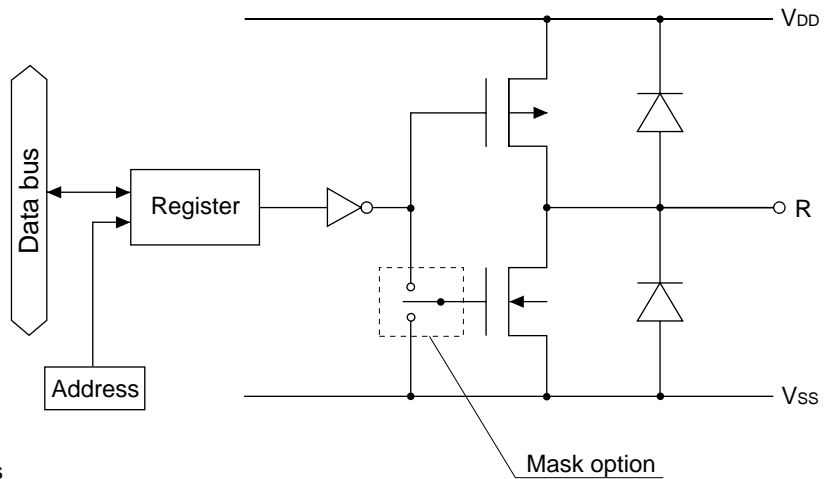 VDD
Data bus
Register
R
Address
VSS
Mask option
s